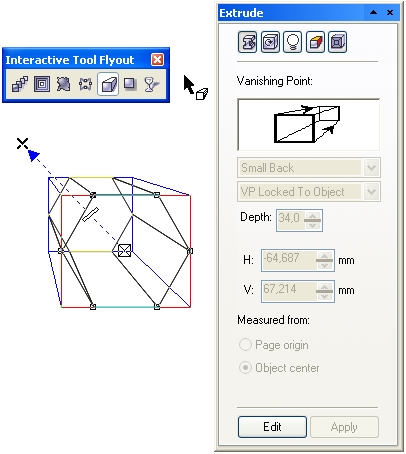 Extrude
Interactive Tool Flyout
Vanishing Point:
Small Back
VP Locked To Object
Depth: 34,0
H: -64,687 mm
V: 67,214 mm
Measured from:
Page origin
Object center
Edit
Apply